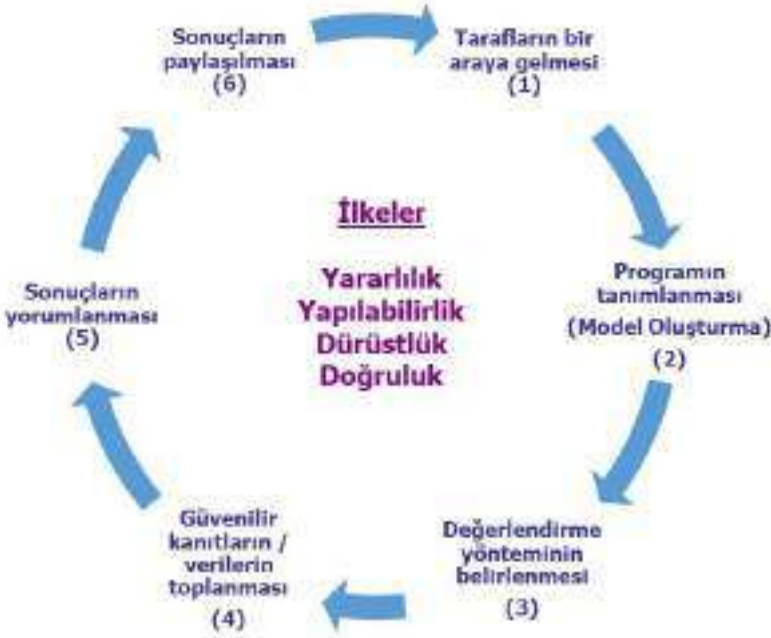 Tarafların bir
araya gelmesi
(1)
Programın
tanımlanması
(Model Oluşturma)
(2)
Değerlendirme
yönteminin
belirlenmesi
(3)
Güvenilir
kanıtların /
verilerin
toplanması
(4)
Sonuçların
yorumlanması
(5)
Sonuçların
paylaşılması
(6)
İlkeler
Yararlılık
Yapılabilirlik
Dürüstlük
Doğruluk